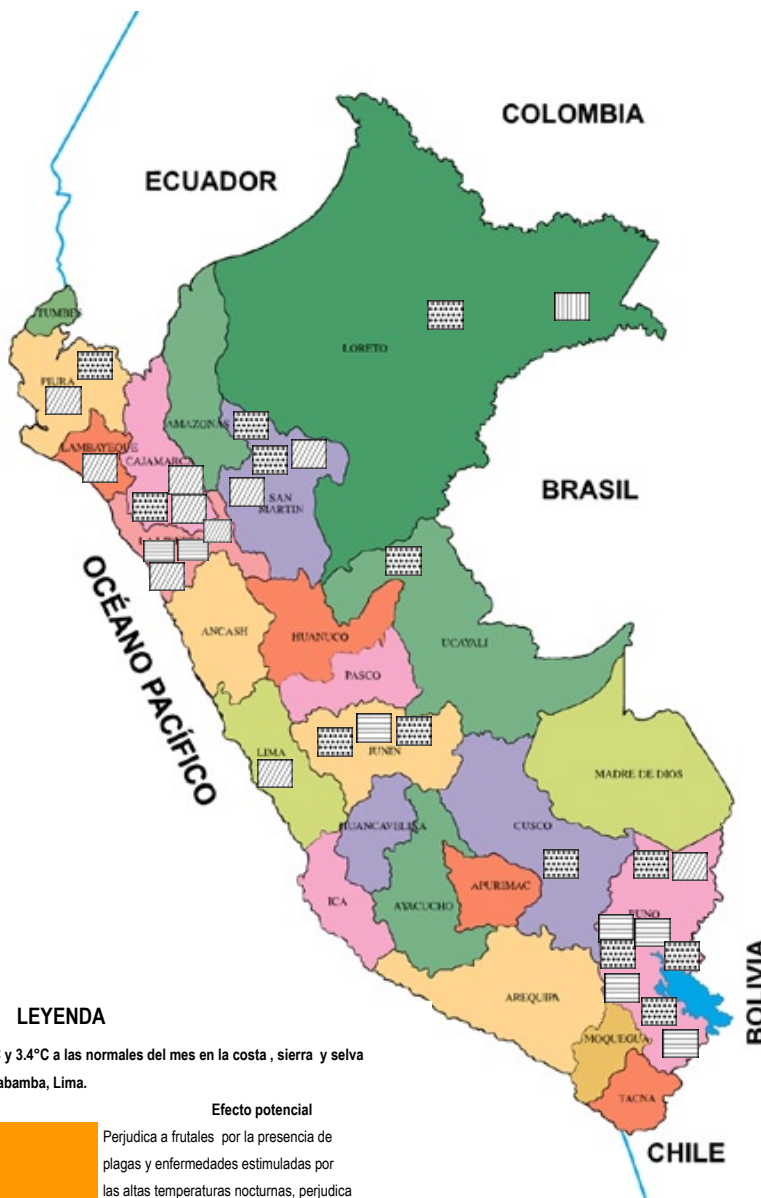 COLOMBIA
ECUADOR
TUMBES
LORETO
PIURA
AMAZONAS
LAMBAYEQUE
CAJAMARCA
SAN
MARTIN
BRASIL
OCÉANO PACÍFICO
ANCASH
HUANUCO
UCAYALI
PASCO
LIMA
JUNIN
MADRE DE DIOS
HUANCAVELICA
CUSCO
ICA
AYACUCHO
APURIMAC
PUNO
BOLIVIA
AREQUIPA
MOQUEGUA
TACNA
CHILE
LEYENDA
y 3.4°C a las normales del mes en la costa , sierra y selva
abamba, Lima.
Efecto potencial
Perjudica a frutales por la presencia de
plagas y enfermedades estimuladas por
las altas temperaturas nocturnas, perjudica